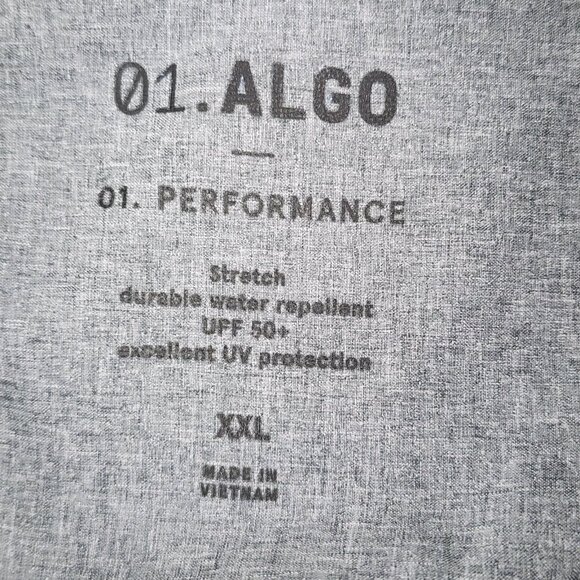 01.ALGO
01. PERFORMANCE
Stretch
durable water repellent
UPF 50+
excellent UV protection
XXL
MADE IN
VIETNAM